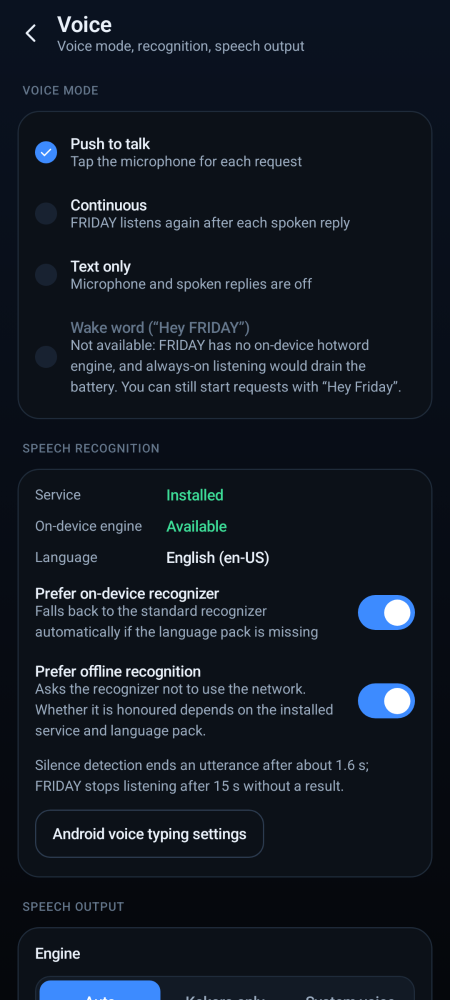 Voice
Voice mode, recognition, speech output
VOICE MODE
Push to talk
Tap the microphone for each request
Continuous
FRIDAY listens again after each spoken reply
Text only
Microphone and spoken replies are off
Wake word (“Hey FRIDAY”)
Not available: FRIDAY has no on-device hotword
engine, and always-on listening would drain the
battery. You can still start requests with “Hey Friday”.
SPEECH RECOGNITION
Service Installed
On-device engine Available
Language English (en-US)
Prefer on-device recognizer
Falls back to the standard recognizer
automatically if the language pack is missing
Prefer offline recognition
Asks the recognizer not to use the network.
Whether it is honoured depends on the installed
service and language pack.
Silence detection ends an utterance after about 1.6 s;
FRIDAY stops listening after 15 s without a result.
Android voice typing settings
SPEECH OUTPUT
Engine